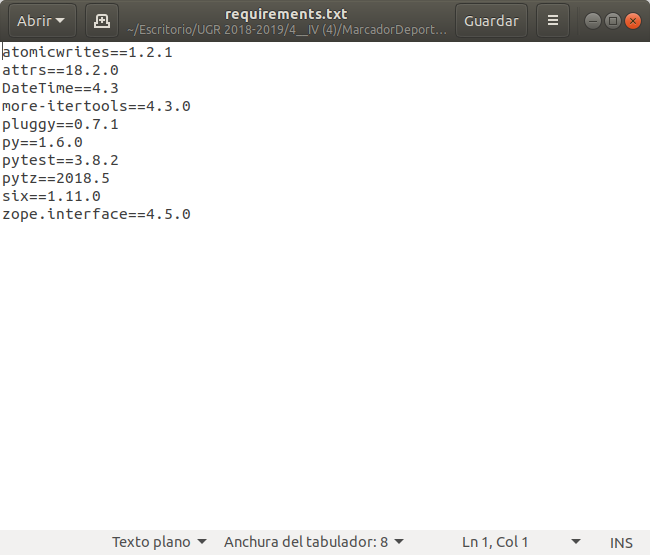 Abrir
requirements.txt
~/Escritorio/UGR 2018-2019/4__IV (4)/MarcadorDeport…
Guardar
atomicwrites==1.2.1
attrs==18.2.0
DateTime==4.3
more-itertools==4.3.0
pluggy==0.7.1
py==1.6.0
pytest==3.8.2
pytz==2018.5
six==1.11.0
zope.interface==4.5.0
Texto plano Anchura del tabulador: 8 Ln 1, Col 1 INS